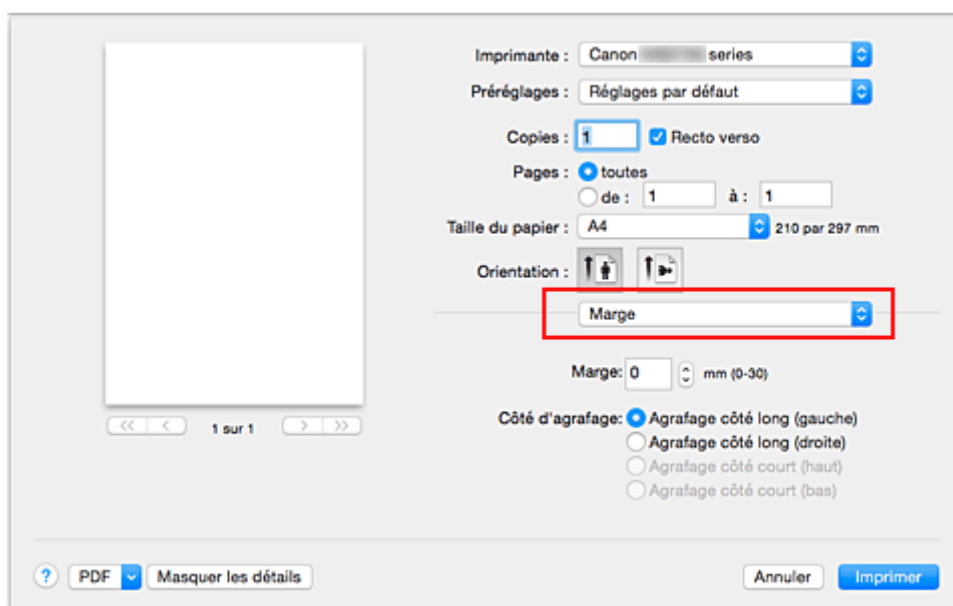 Imprimante : Canon series
Préréglages : Réglages par défaut
Copies : 1 Recto verso
Pages : toutes
de : 1 à : 1
Taille du papier : A4 210 par 297 mm
Orientation :
Marge
Marge: 0 mm (0-30)
<< < 1 sur 1 > >>
Côté d'agrafage: Agrafage côté long (gauche)
Agrafage côté long (droite)
Agrafage côté court (haut)
Agrafage côté court (bas)
? PDF Masquer les détails Annuler Imprimer